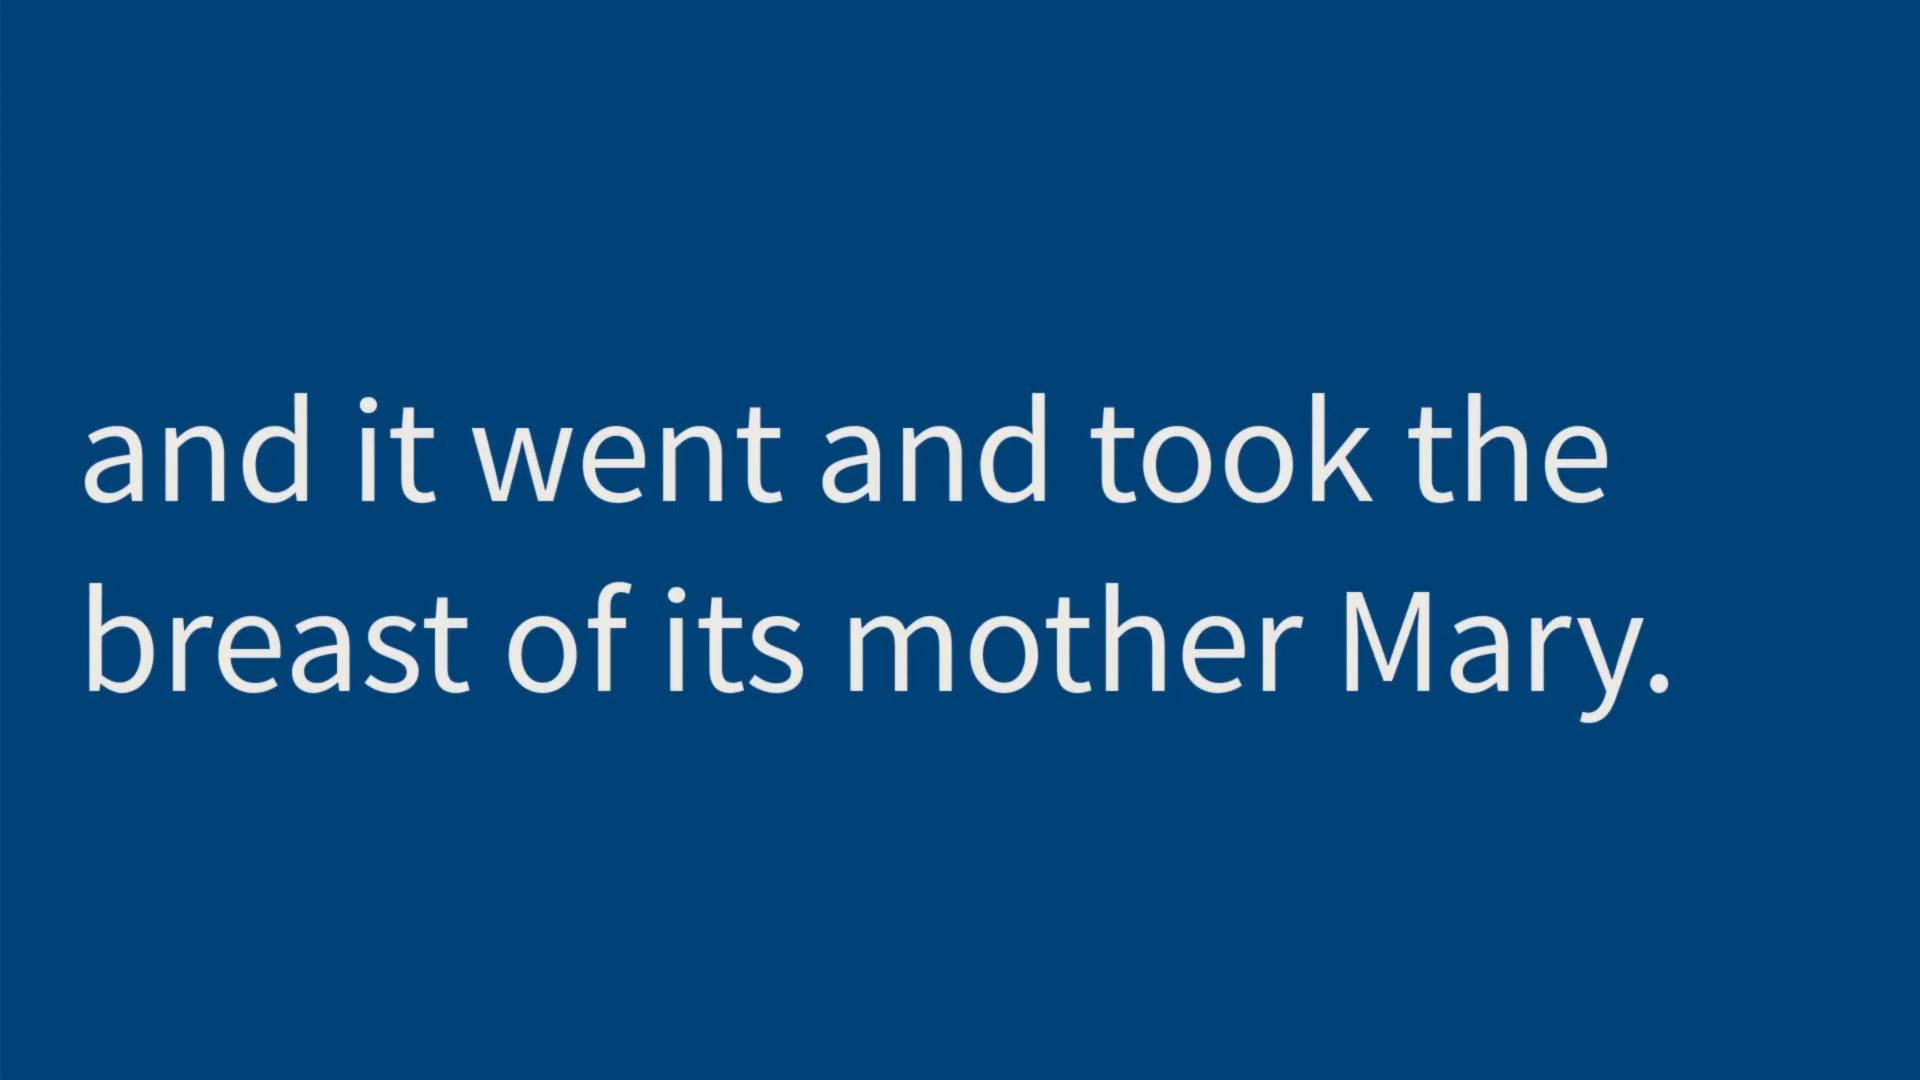 and it went and took the
breast of its mother Mary.